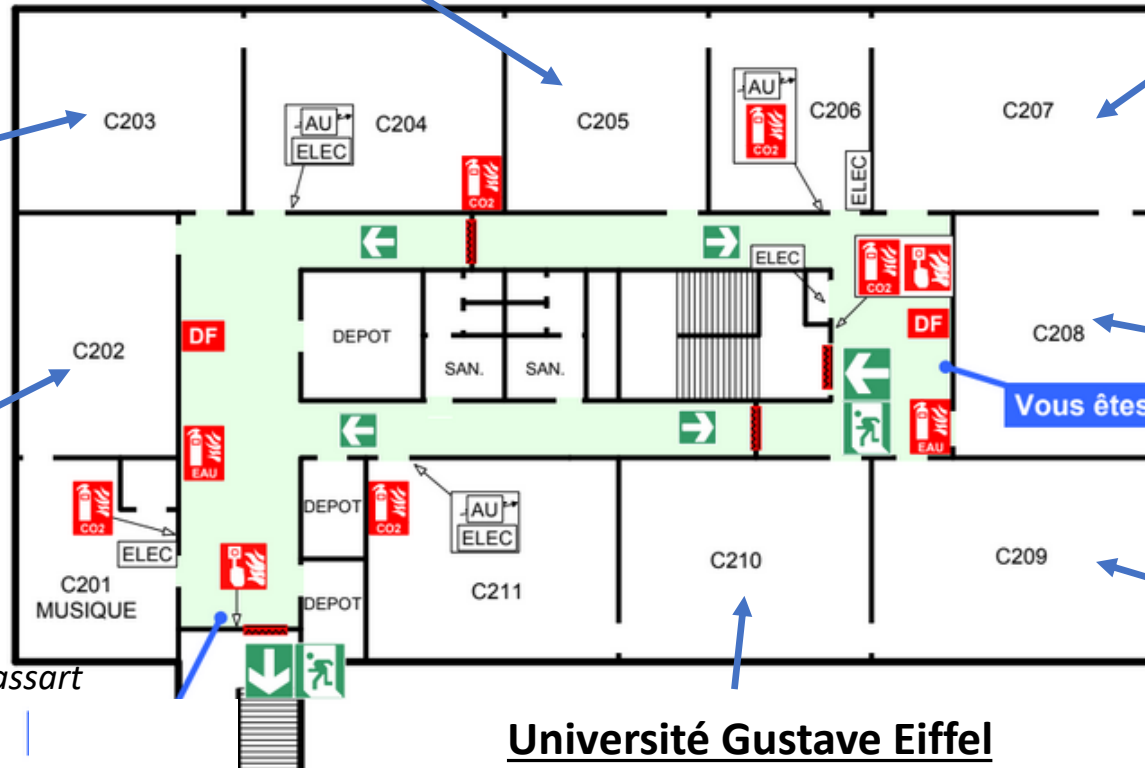 C203
AU
ELEC
C204
CO2
C205
AU
CO2
C206
ELEC
C207
ELEC
CO2
DF
DEPOT
SAN.
SAN.
DF
C208
C202
Vous êtes
EAU
EAU
CO2
ELEC
C201
MUSIQUE
DEPOT
CO2
AU
ELEC
C211
C210
C209
DEPOT
Université Gustave Eiffel